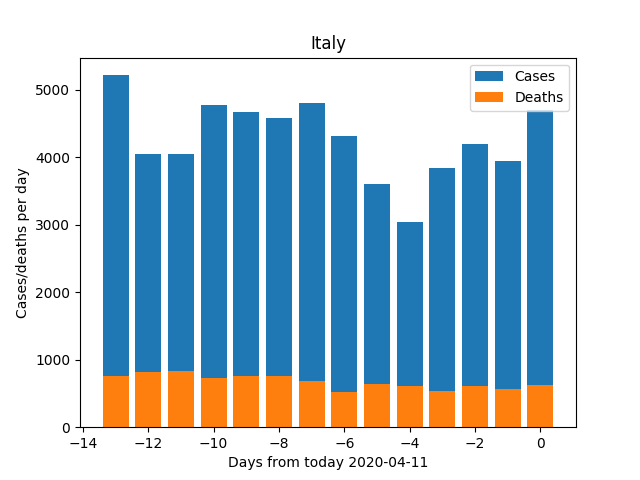 Italy
Cases
Deaths
Cases/deaths per day
5000
4000
3000
2000
1000
0
−14 −12 −10 −8 −6 −4 −2 0
Days from today 2020-04-11